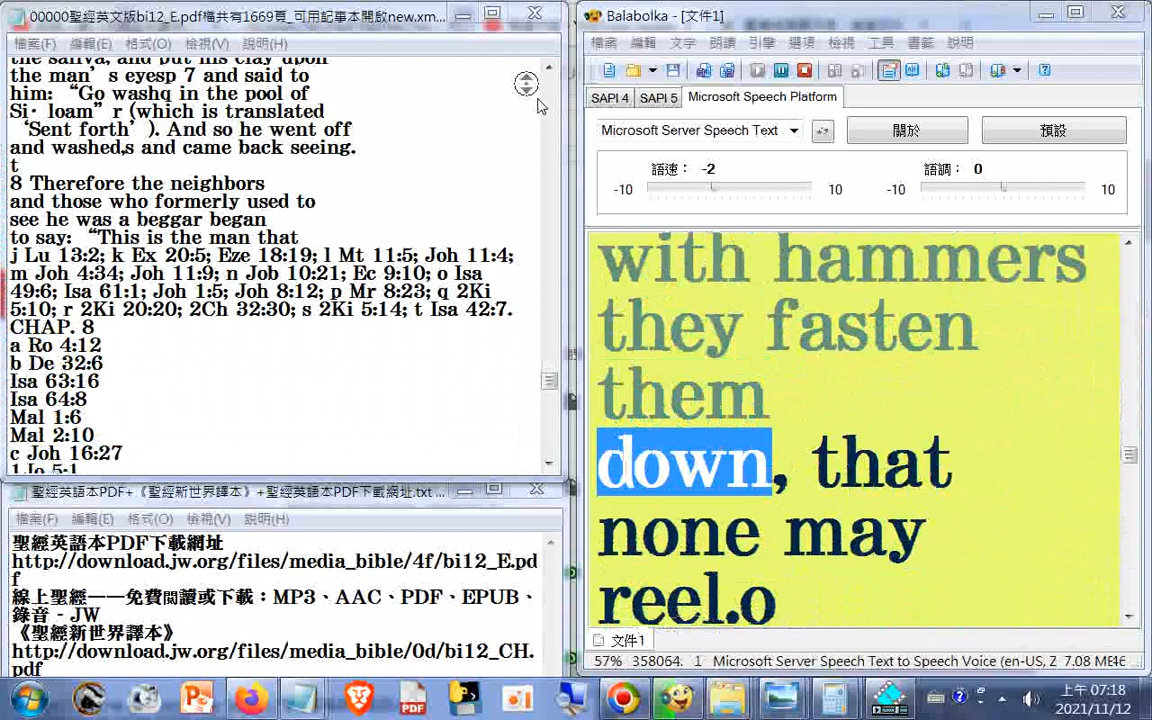 00000聖經英文版bi12_E.pdf檔共有1669頁_可用記事本開啟new.xm...
檔案(F) 編輯(E) 格式(O) 檢視(V) 說明(H)
the saliva, and put his clay upon
the man's eyesp 7 and said to
him: “Go washq in the pool of
Si·loam”r (which is translated
‘Sent forth’). And so he went off
and washed,s and came back seeing.
t
8 Therefore the neighbors
and those who formerly used to
see he was a beggar began
to say: “This is the man that
j Lu 13:2; k Ex 20:5; Eze 18:19; l Mt 11:5; Joh 11:4;
m Joh 4:34; Joh 11:9; n Job 10:21; Ec 9:10; o Isa
49:6; Isa 61:1; Joh 1:5; Joh 8:12; p Mr 8:23; q 2Ki
5:10; r 2Ki 20:20; 2Ch 32:30; s 2Ki 5:14; t Isa 42:7.
CHAP. 8
a Ro 4:12
b De 32:6
Isa 63:16
Isa 64:8
Mal 1:6
Mal 2:10
c Joh 16:27
1Jo 5:1
聖經英語本PDF+《聖經新世界譯本》+聖經英語本PDF下載網址.txt ...
檔案(F) 編輯(E) 格式(O) 檢視(V) 說明(H)
聖經英語本PDF下載網址
http://download.jw.org/files/media_bible/4f/bi12_E.pd
f
線上聖經——免費閱讀或下載：MP3、AAC、PDF、EPUB、
錄音 - JW
《聖經新世界譯本》
http://download.jw.org/files/media_bible/0d/bi12_CH.
pdf
Balabolka - [文件1]
檔案 編輯 文字 朗讀 引擎 選項 檢視 工具 書籤 說明
SAPI 4 SAPI 5 Microsoft Speech Platform
Microsoft Server Speech Text 關於 預設
語速： -2 語調： 0
-10 10 -10 10
with hammers
they fasten
them
down, that
none may
reel.o
文件1
57% 358064: 1 Microsoft Server Speech Text to Speech Voice (en-US, Z 7.08 ME46
上午 07:18
2021/11/12